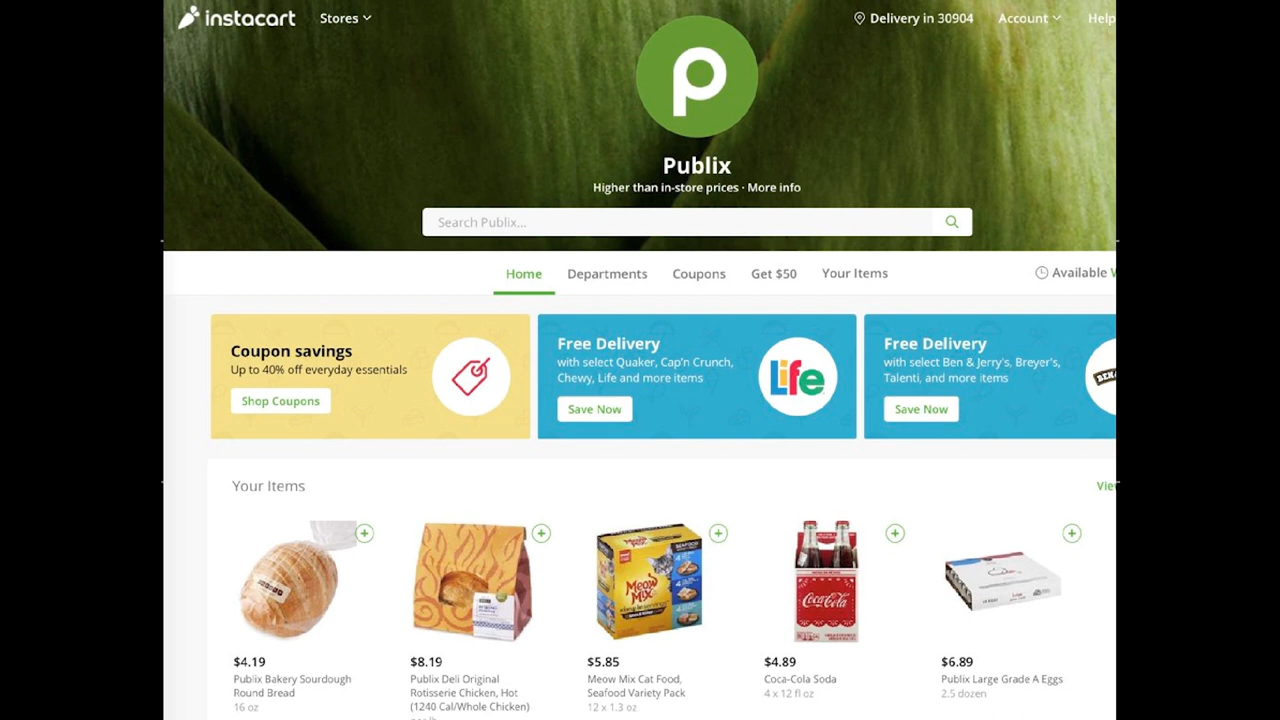 instacart
Stores
Delivery in 30904
Account
Help
Publix
Higher than in-store prices · More info
Search Publix...
Home
Departments
Coupons
Get $50
Your Items
Available
Coupon savings
Up to 40% off everyday essentials
Shop Coupons
Free Delivery
with select Quaker, Cap'n Crunch,
Chewy, Life and more items
Save Now
Life
Free Delivery
with select Ben & Jerry's, Breyer's,
Talenti, and more items
Save Now
Your Items
Meow
Mix
Coca-Cola
$4.19
Publix Bakery Sourdough
Round Bread
16 oz
$8.19
Publix Deli Original
Rotisserie Chicken, Hot
(1240 Cal/Whole Chicken)
$5.85
Meow Mix Cat Food,
Seafood Variety Pack
12 x 1.3 oz
$4.89
Coca-Cola Soda
4 x 12 fl oz
$6.89
Publix Large Grade A Eggs
2.5 dozen